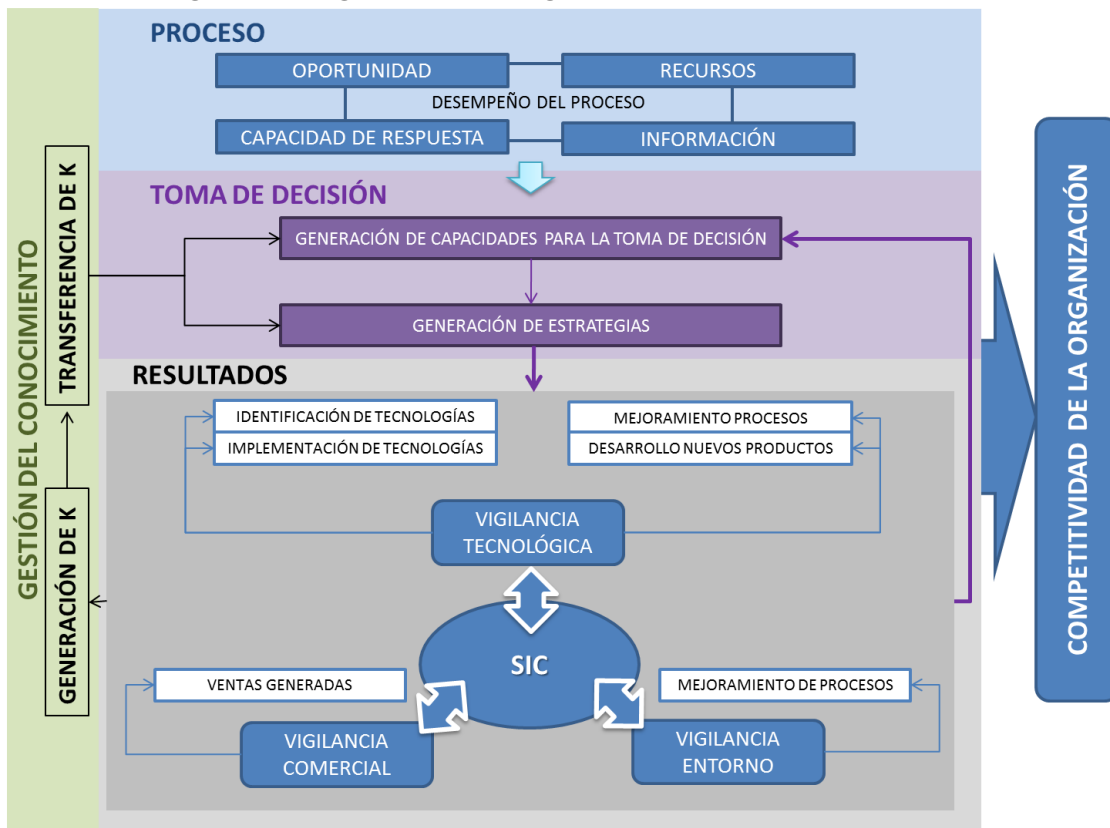 PROCESO
OPORTUNIDAD
RECURSOS
DESEMPEÑO DEL PROCESO
CAPACIDAD DE RESPUESTA
INFORMACIÓN
TOMA DE DECISIÓN
GENERACIÓN DE CAPACIDADES PARA LA TOMA DE DECISIÓN
GENERACIÓN DE ESTRATEGIAS
RESULTADOS
IDENTIFICACIÓN DE TECNOLOGÍAS
IMPLEMENTACIÓN DE TECNOLOGÍAS
MEJORAMIENTO PROCESOS
DESARROLLO NUEVOS PRODUCTOS
VIGILANCIA
TECNOLÓGICA
SIC
VENTAS GENERADAS
MEJORAMIENTO DE PROCESOS
VIGILANCIA
COMERCIAL
VIGILANCIA
ENTORNO
GESTIÓN DEL CONOCIMIENTO
TRANSFERENCIA DE K
GENERACIÓN DE K
COMPETITIVIDAD DE LA ORGANIZACIÓN